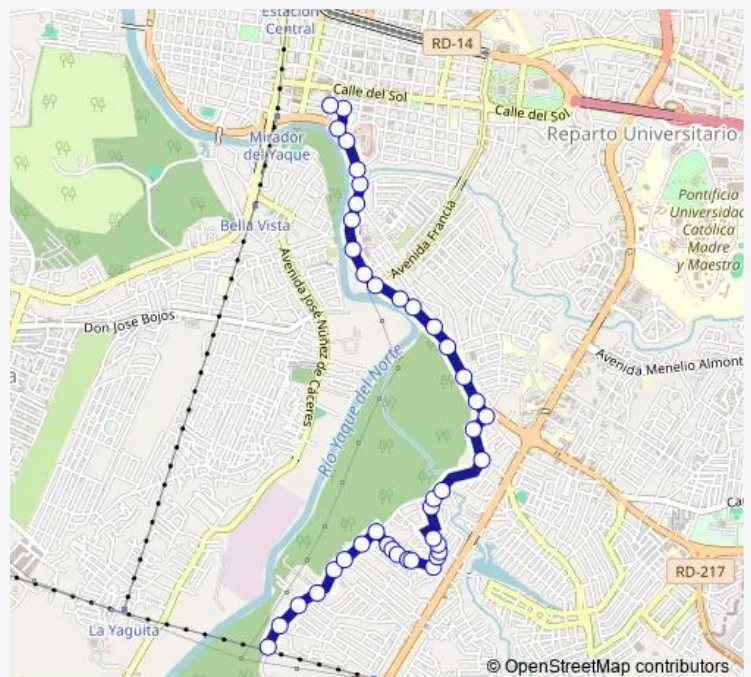 Estación
Central
RD-14
Calle del Sol
Calle del Sol
Mirador
del Yaque
Reparto Universitario
Pontificia
Universidad
Católica
Madre
y Maestra
Bella Vista
Avenida Francia
Avenida José Núñez de Cáceres
Don Jose Bojos
Río Yaque del Norte
Avenida Menelio Almont
a
Ca
RD-217
La Yagüita
© OpenStreetMap contributors